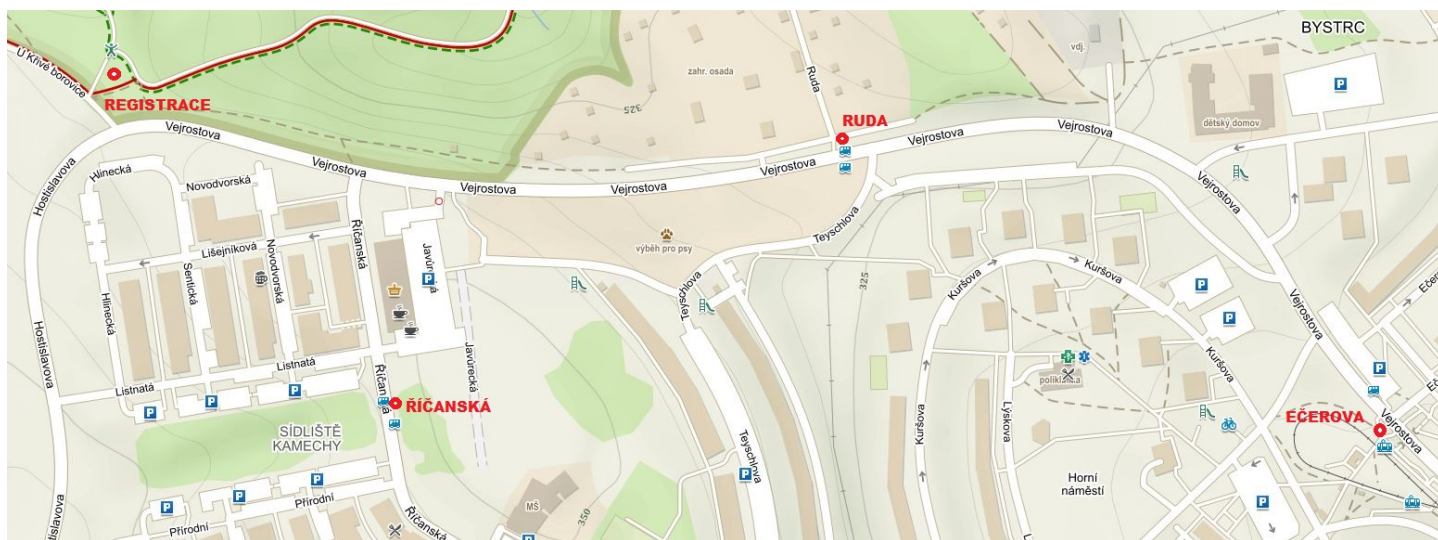 BYSTRC
vdj.
U Křivé borovice
REGISTRACE
zahr. osada
325
Ruda
RUDA
dětský domov
P
Vejrostova
Vejrostova
Vejrostova
Vejrostova
Vejrostova
Vejrostova
Vejrostova
Vejrostova
Hostislavova
Hlinecká
Novodvorská
Říčanská
Lišejníková
Javůrecká
výběh pro psy
Teyschlova
325
Kuršova
Kuršova
Hlinecká
Sentická
Novodvorská
P
P
P
Teyschlova
Vejrostova
Ečer
Hostislavova
Listnatá
Listnatá
Javůrecká
Kuršova
poliklinika
P
P
P
P
Říčanská
ŘÍČANSKÁ
EČEROVA
Vejrostova
SÍDLIŠTĚ
KAMECHY
Kuršova
Lýskova
Teyschlova
Horní
náměstí
P
P
P
P
P
Přírodní
Přírodní
Říčanská
MŠ
350
P